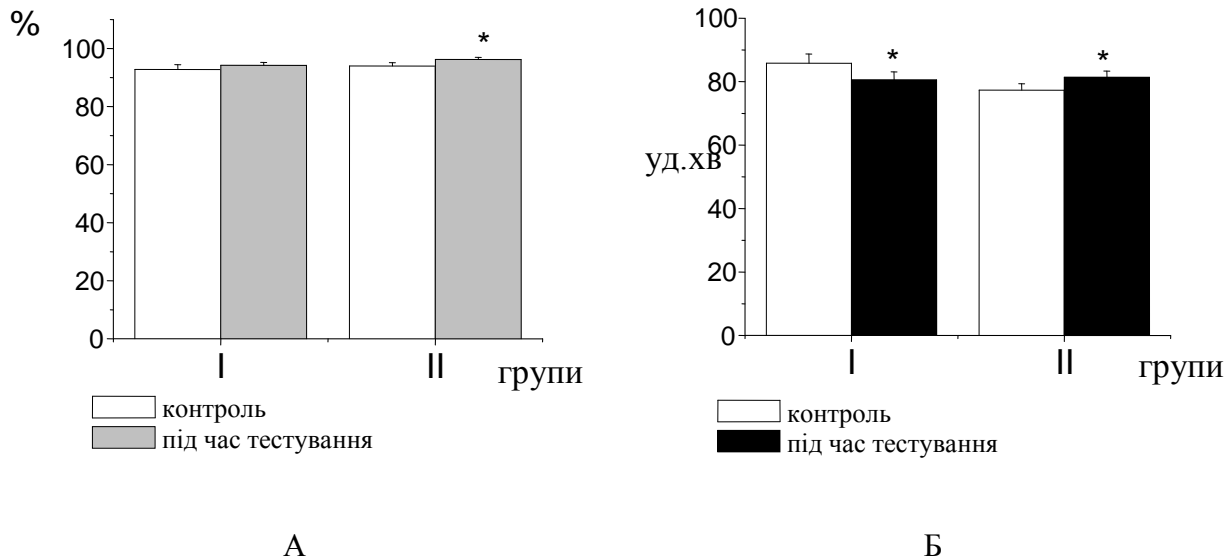 %
100
80
60
40
20
0
*
I II групи
контроль
під час тестування
А
100
80
60
40
20
0
уд.хв
* *
I II групи
контроль
під час тестування
Б